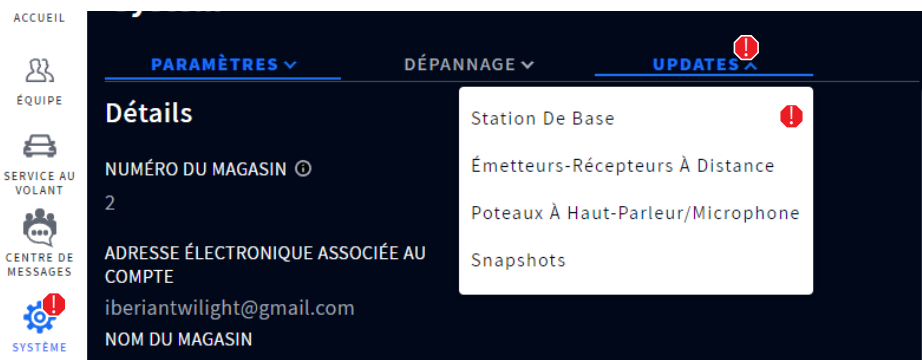 ACCUEIL
ÉQUIPE
SERVICE AU
VOLANT
CENTRE DE
MESSAGES
SYSTÈME
PARAMÈTRES
DÉPANNAGE
UPDATES
Détails
NUMÉRO DU MAGASIN
2
ADRESSE ÉLECTRONIQUE ASSOCIÉE AU
COMPTE
iberiantwilight@gmail.com
NOM DU MAGASIN
Station De Base
Émetteurs-Récepteurs À Distance
Poteaux À Haut-Parleur/Microphone
Snapshots